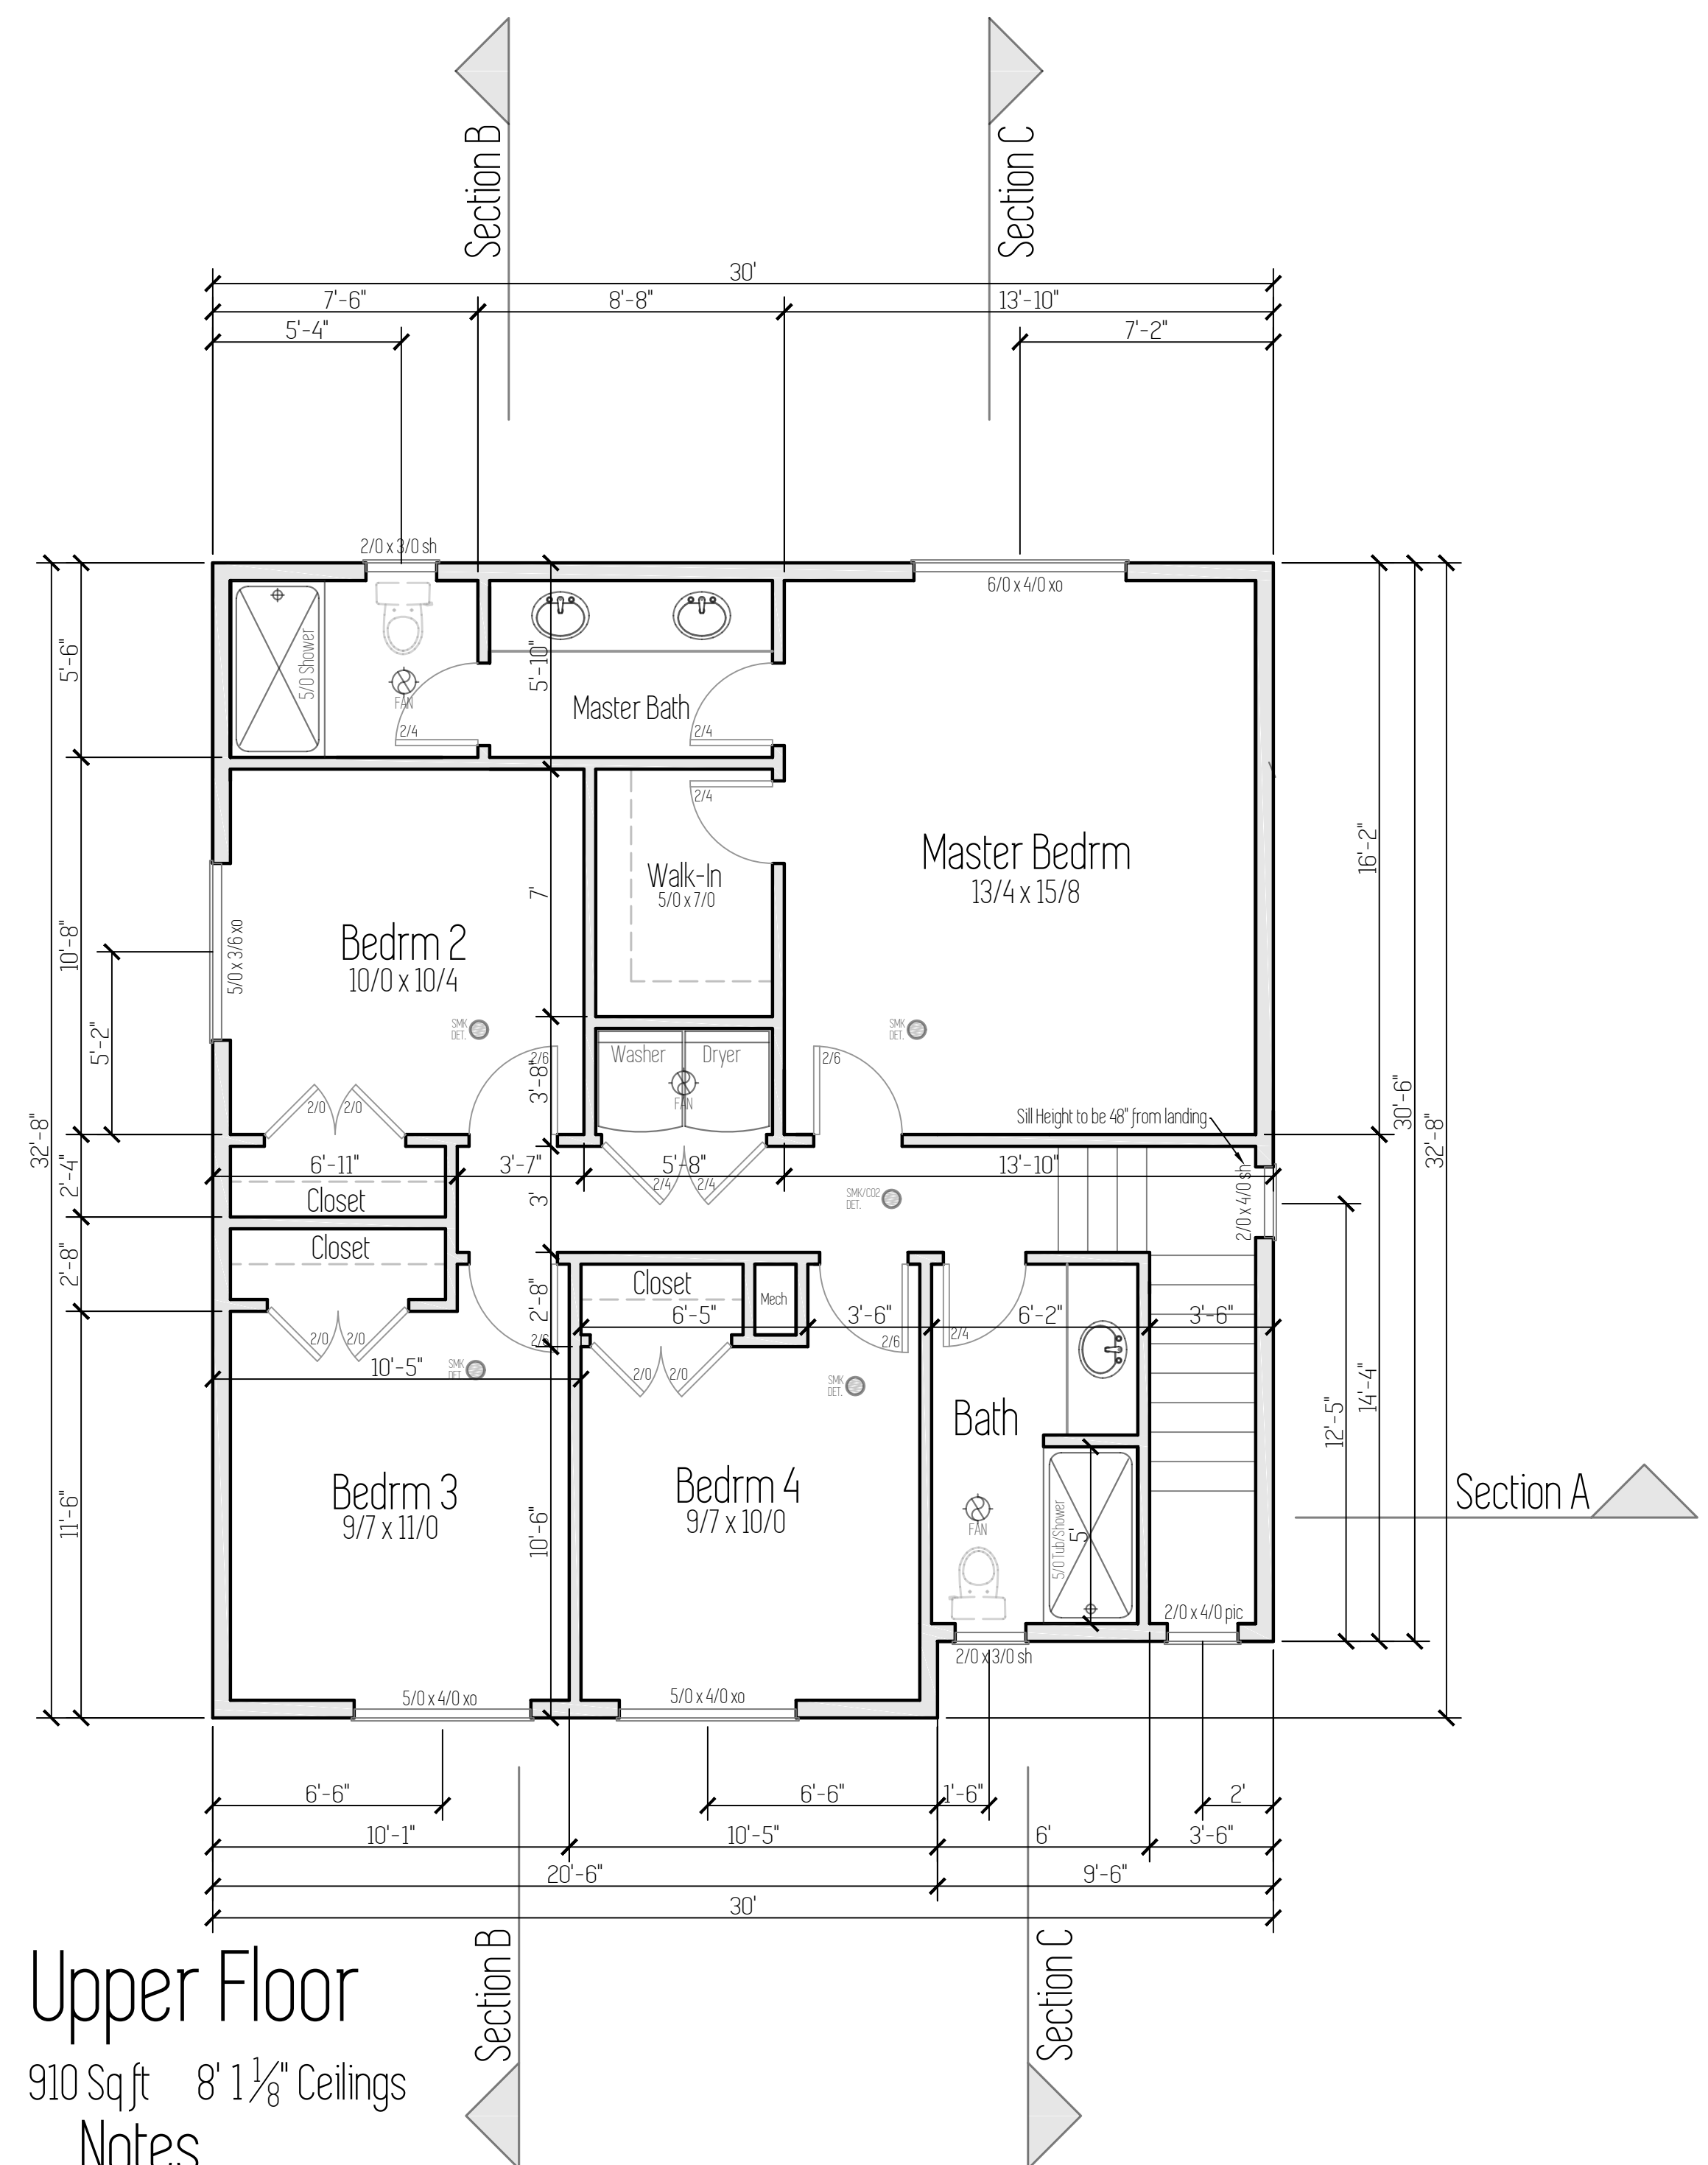 Section B
Section C
30'
7'-6"
8'-8"
13'-10"
5'-4"
7'-2"
2/0 x 3/0 sh
6/0 x 4/0 xo
5'-6"
5/0 Shower
FAN
2/4
5'-10"
Master Bath
2/4
2/4
Walk-In
5/0 x 7/0
7'
Master Bedrm
13/4 x 15/8
16'-2"
10'-8"
5/0 x 3/6 xo
Bedrm 2
10/0 x 10/4
SMK
DET.
SMK
DET.
5'-2"
2/6
3'-8"
Washer
Dryer
FAN
2/6
2/0
2/0
Sill Height to be 48" from landing
30'-6"
32'-8"
32'-8"
2'-4"
6'-11"
3'-7"
5'-8"
13'-10"
2/4
2/4
Closet
3'
SMK/CO2
DET.
2/0 x 4/0 sh
2'-8"
Closet
2'-8"
Closet
Mech
6'-5"
3'-6"
6'-2"
3'-6"
2/0
2/0
2/6
2/6
2/4
10'-5"
SMK
DET.
2/0
2/0
SMK
DET.
Bath
12'-5"
14'-4"
11'-6"
Bedrm 3
9/7 x 11/0
10'-6"
Bedrm 4
9/7 x 10/0
FAN
5/0 Tub/Shower
5'
Section A
2/0 x 4/0 pic
2/0 x 3/0 sh
5/0 x 4/0 xo
5/0 x 4/0 xo
6'-6"
6'-6"
1'-6"
2'
10'-1"
10'-5"
6'
3'-6"
20'-6"
9'-6"
30'
Section B
Section C
Upper Floor
910 Sq ft 8' 1 1/8" Ceilings
Notes